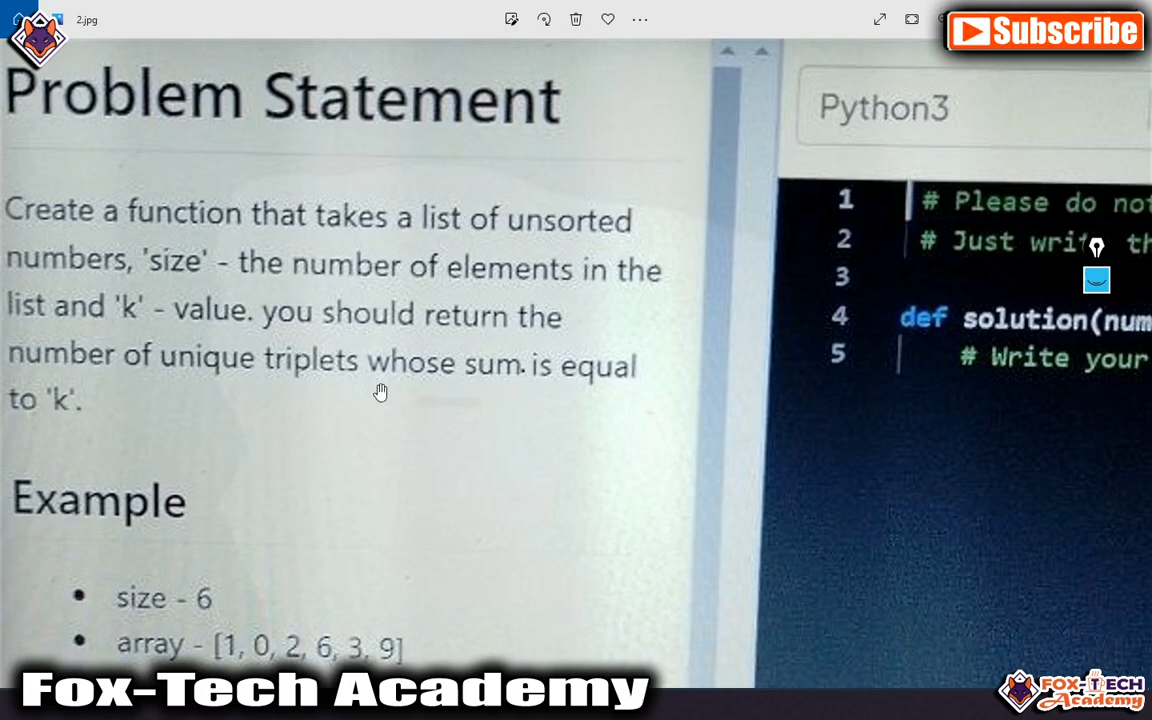 2.jpg
Subscribe
Problem Statement
Create a function that takes a list of unsorted
numbers, 'size' - the number of elements in the
list and 'k' - value. you should return the
number of unique triplets whose sum is equal
to 'k'.
Example
size - 6
array - [1, 0, 2, 6, 3, 9]
Python3
1 # Please do not
2 # Just write th
3
4 def solution(num
5 # Write your
Fox-Tech Academy
FOX-TECH
Academy